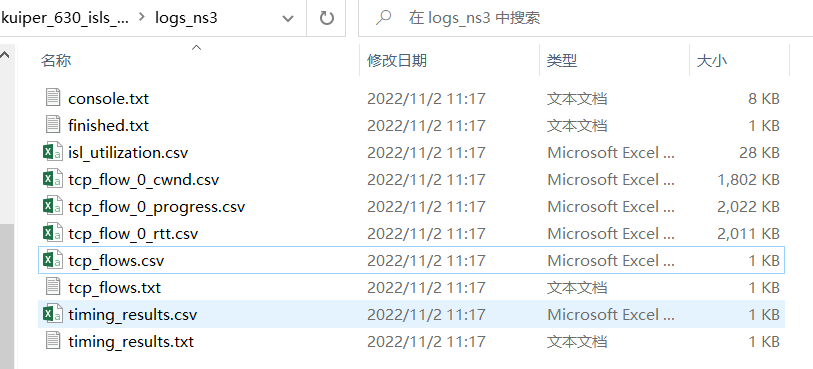 kuiper_630_isls_... > logs_ns3 在 logs_ns3 中搜索
名称 修改日期 类型 大小
console.txt 2022/11/2 11:17 文本文档 8 KB
finished.txt 2022/11/2 11:17 文本文档 1 KB
isl_utilization.csv 2022/11/2 11:17 Microsoft Excel ... 28 KB
tcp_flow_0_cwnd.csv 2022/11/2 11:17 Microsoft Excel ... 1,802 KB
tcp_flow_0_progress.csv 2022/11/2 11:17 Microsoft Excel ... 2,022 KB
tcp_flow_0_rtt.csv 2022/11/2 11:17 Microsoft Excel ... 2,011 KB
tcp_flows.csv 2022/11/2 11:17 Microsoft Excel ... 1 KB
tcp_flows.txt 2022/11/2 11:17 文本文档 1 KB
timing_results.csv 2022/11/2 11:17 Microsoft Excel ... 1 KB
timing_results.txt 2022/11/2 11:17 文本文档 1 KB